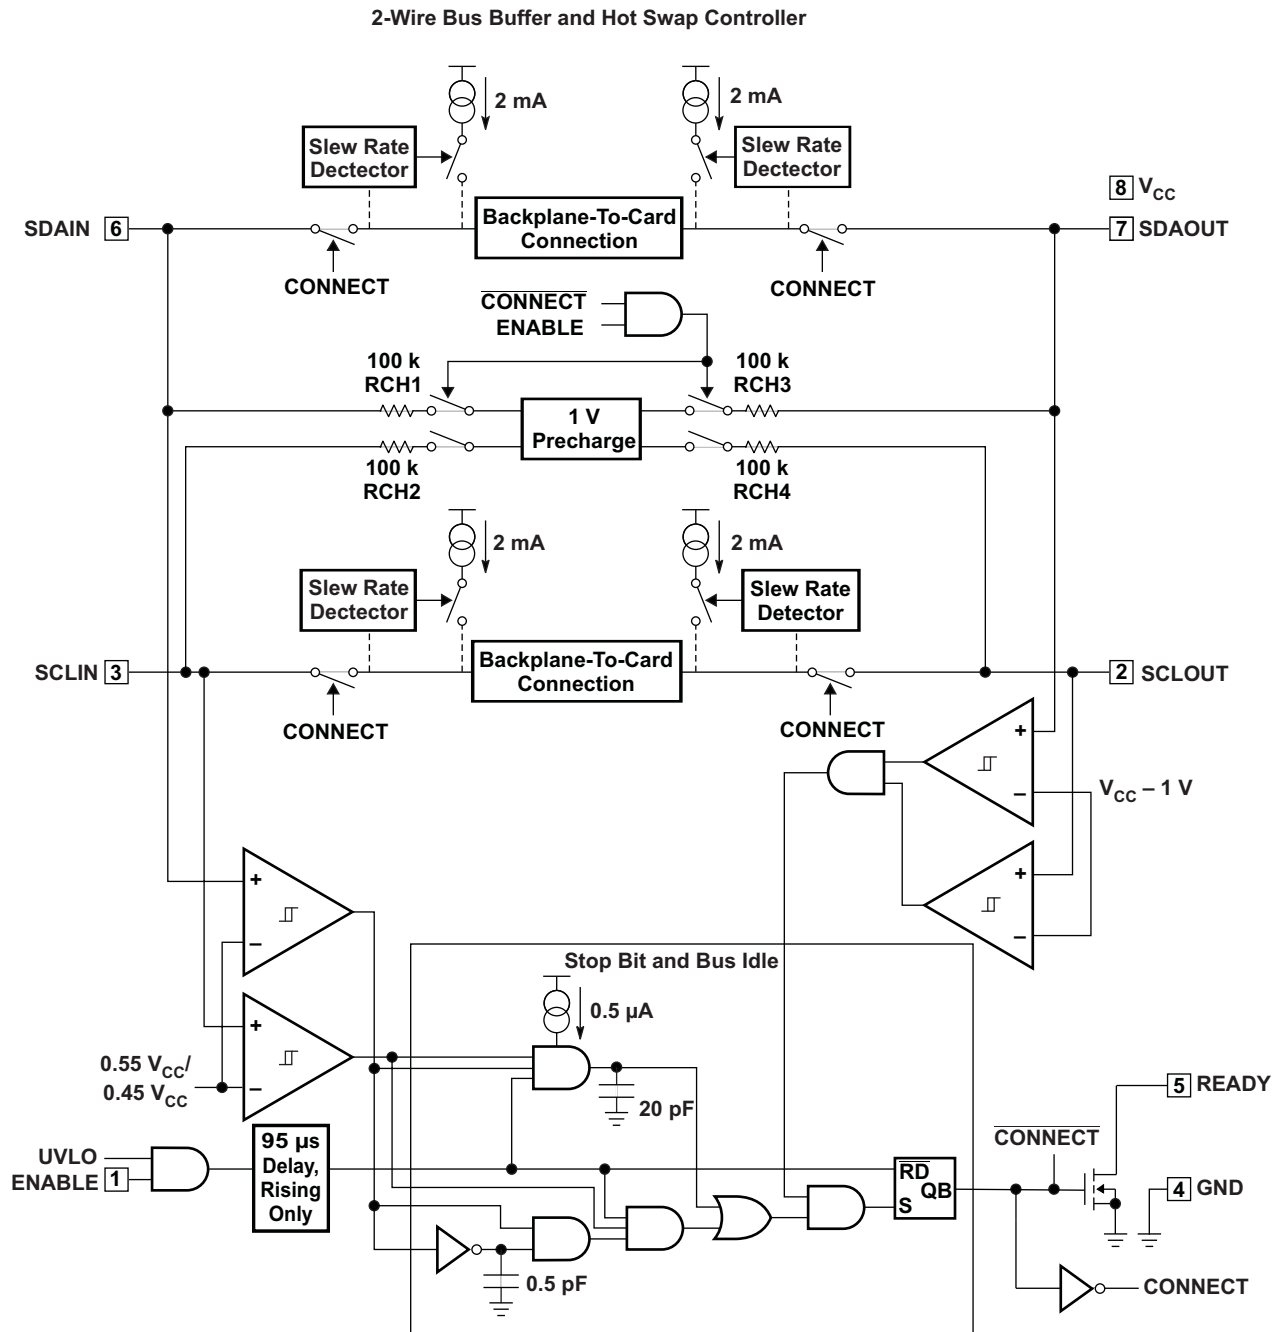 2-Wire Bus Buffer and Hot Swap Controller
2 mA
2 mA
Slew Rate
Dectector
Slew Rate
Dectector
8 VCC
SDAIN 6
Backplane-To-Card
Connection
7 SDAOUT
CONNECT
CONNECT
CONNECT
ENABLE
100 k
RCH1
100 k
RCH3
1 V
Precharge
100 k
RCH2
100 k
RCH4
2 mA
2 mA
Slew Rate
Dectector
Slew Rate
Detector
SCLIN 3
Backplane-To-Card
Connection
2 SCLOUT
CONNECT
CONNECT
+
–
VCC – 1 V
+
–
+
–
Stop Bit and Bus Idle
0.5 µA
+
–
0.55 VCC/
0.45 VCC
20 pF
5 READY
UVLO
ENABLE 1
95 µs
Delay,
Rising
Only
CONNECT
RD
QB
S
4 GND
0.5 pF
CONNECT